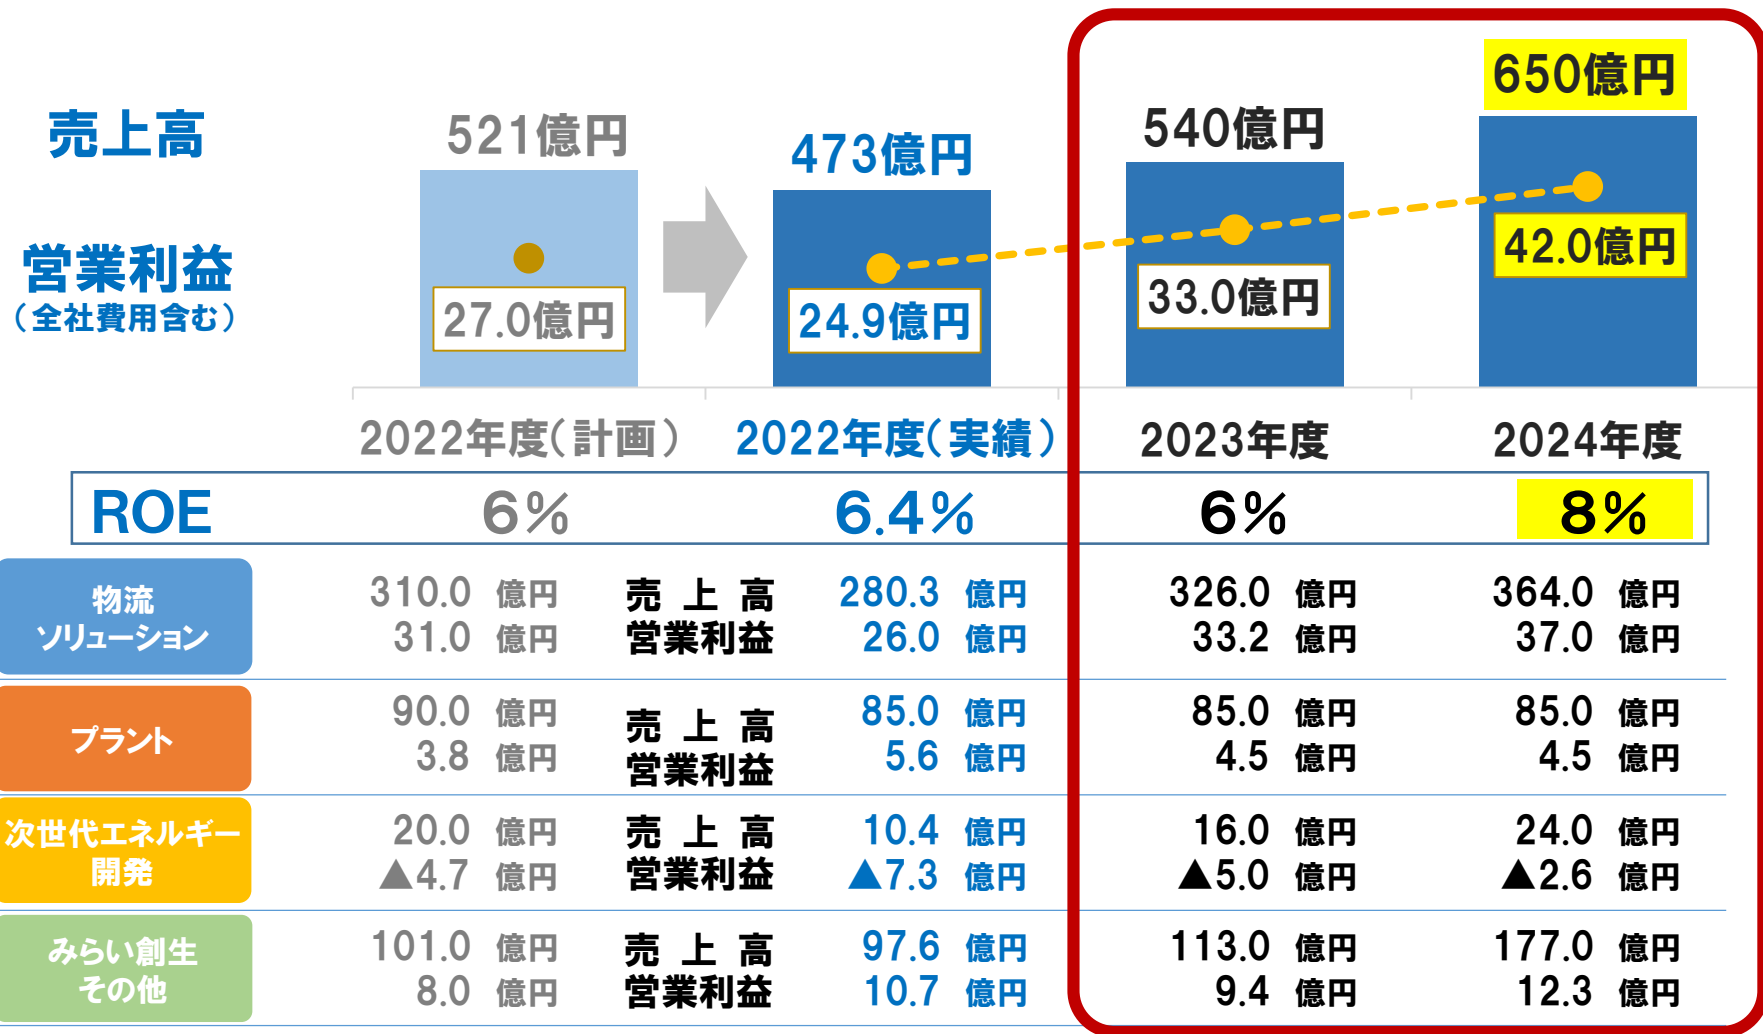 売上高
521億円
473億円
540億円
650億円
営業利益
（全社費用含む）
27.0億円
24.9億円
33.0億円
42.0億円
2022年度（計画） 2022年度（実績） 2023年度 2024年度
ROE 6% 6.4% 6% 8%
物流
ソリューション
310.0 億円 売上高 280.3 億円 326.0 億円 364.0 億円
31.0 億円 営業利益 26.0 億円 33.2 億円 37.0 億円
プラント
90.0 億円 売上高 85.0 億円 85.0 億円 85.0 億円
3.8 億円 営業利益 5.6 億円 4.5 億円 4.5 億円
次世代エネルギー
開発
20.0 億円 売上高 10.4 億円 16.0 億円 24.0 億円
▲4.7 億円 営業利益 ▲7.3 億円 ▲5.0 億円 ▲2.6 億円
みらい創生
その他
101.0 億円 売上高 97.6 億円 113.0 億円 177.0 億円
8.0 億円 営業利益 10.7 億円 9.4 億円 12.3 億円